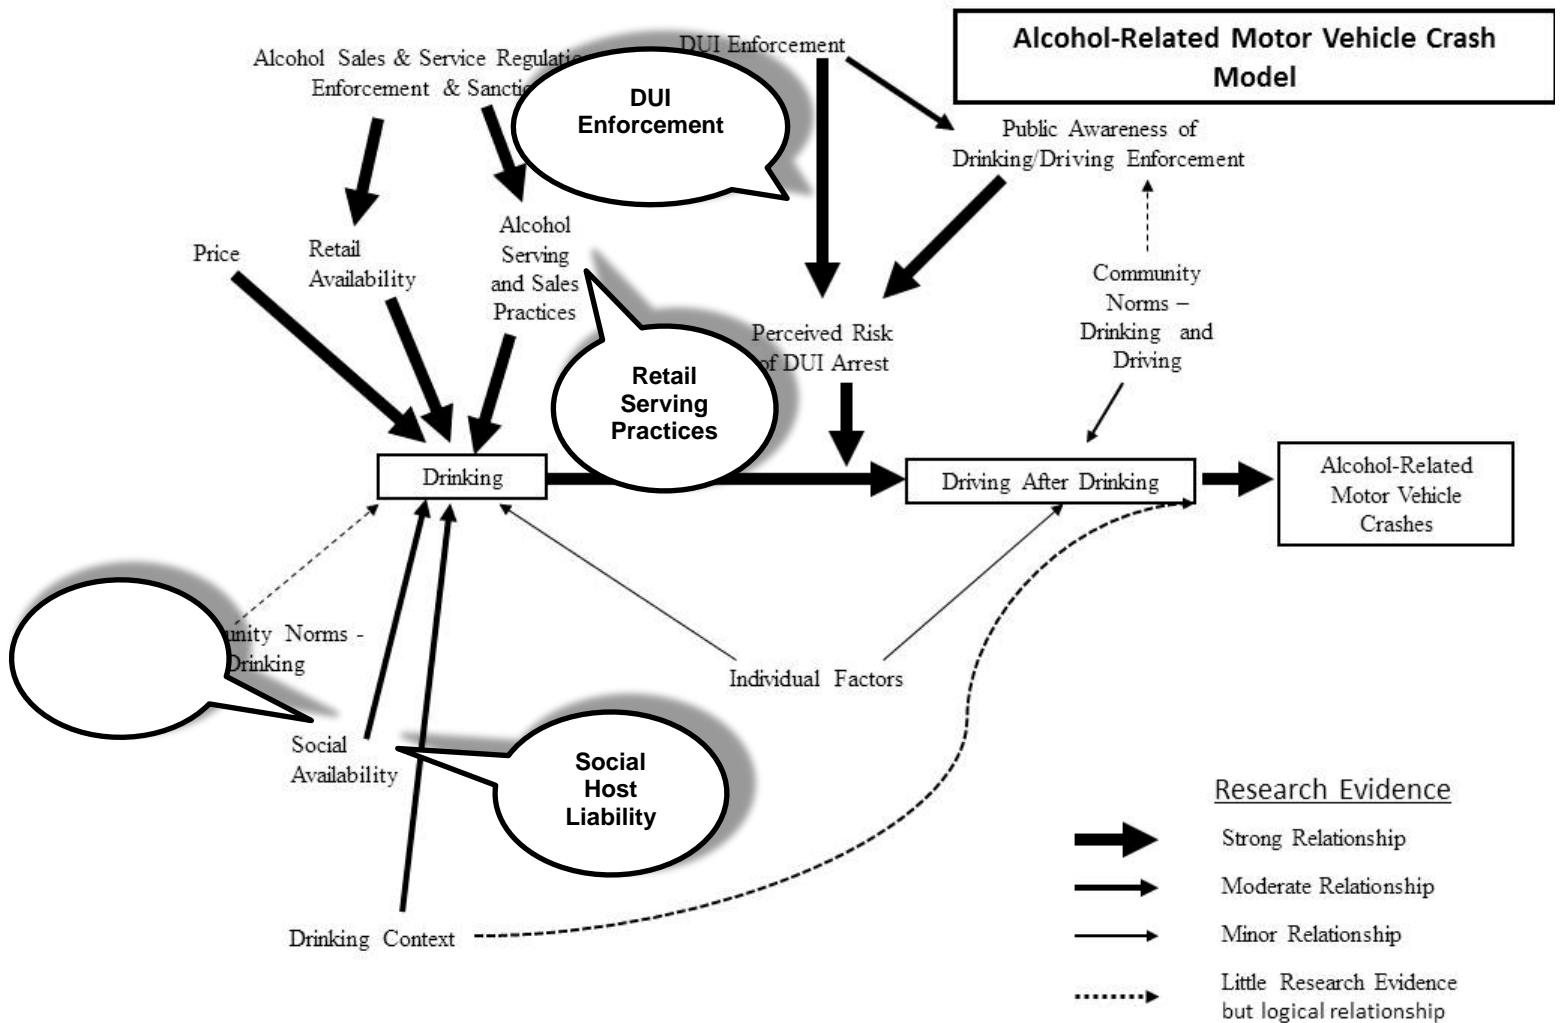 Alcohol-Related Motor Vehicle Crash
Model
DUI Enforcement
Alcohol Sales & Service
Enforcement &
DUI
Enforcement
Public Awareness of
Drinking/Driving Enforcement
Price
Retail
Availability
Alcohol
Serving
and Sales
Practices
Community
Norms –
Drinking and
Driving
Perceived Risk
of DUI Arrest
Retail
Serving
Practices
Drinking
Driving After Drinking
Alcohol-Related
Motor Vehicle
Crashes
Norms -
Drinking
Individual Factors
Social
Availability
Social
Host
Liability
Drinking Context
Research Evidence
Strong Relationship
Moderate Relationship
Minor Relationship
Little Research Evidence
but logical relationship